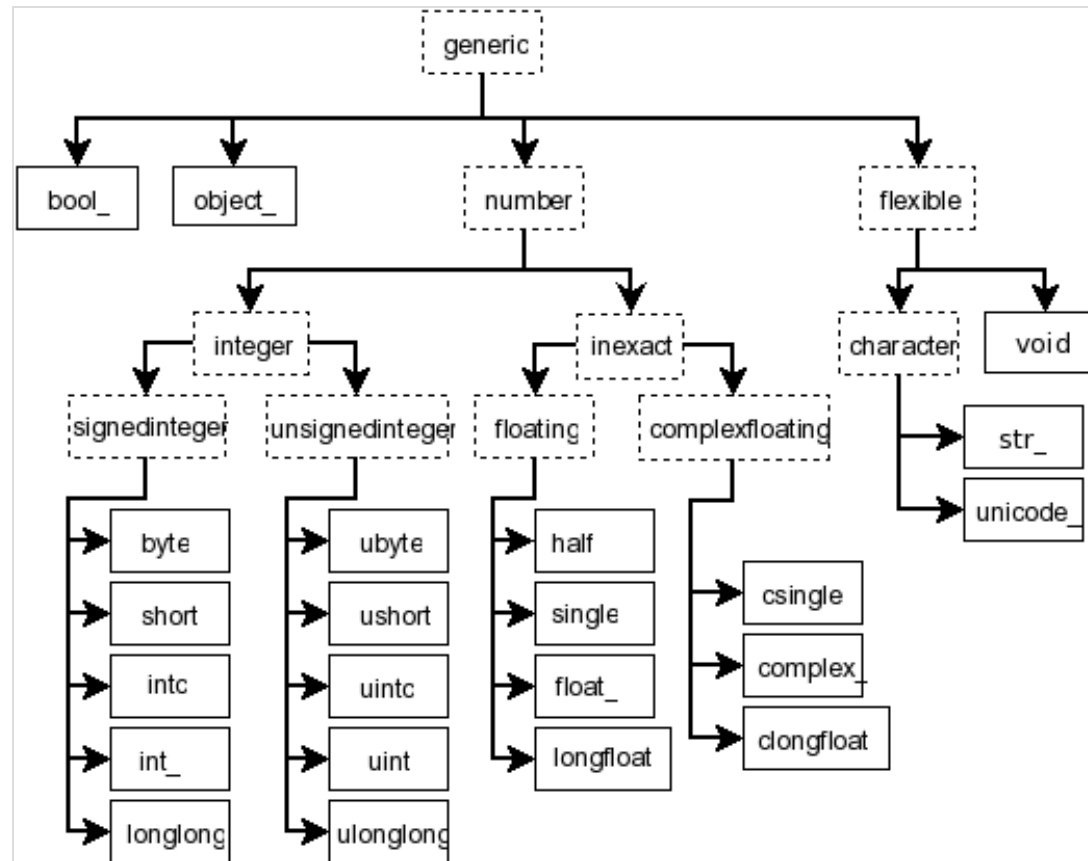 generic
bool_
object_
number
flexible
integer
inexact
character
void
signedinteger
unsignedinteger
floating
complexfloating
str_
unicode_
byte
ubyte
half
csingle
short
ushort
single
complex_
intc
uintc
float_
clongfloat
int_
uint
longfloat
longlong
ulonglong